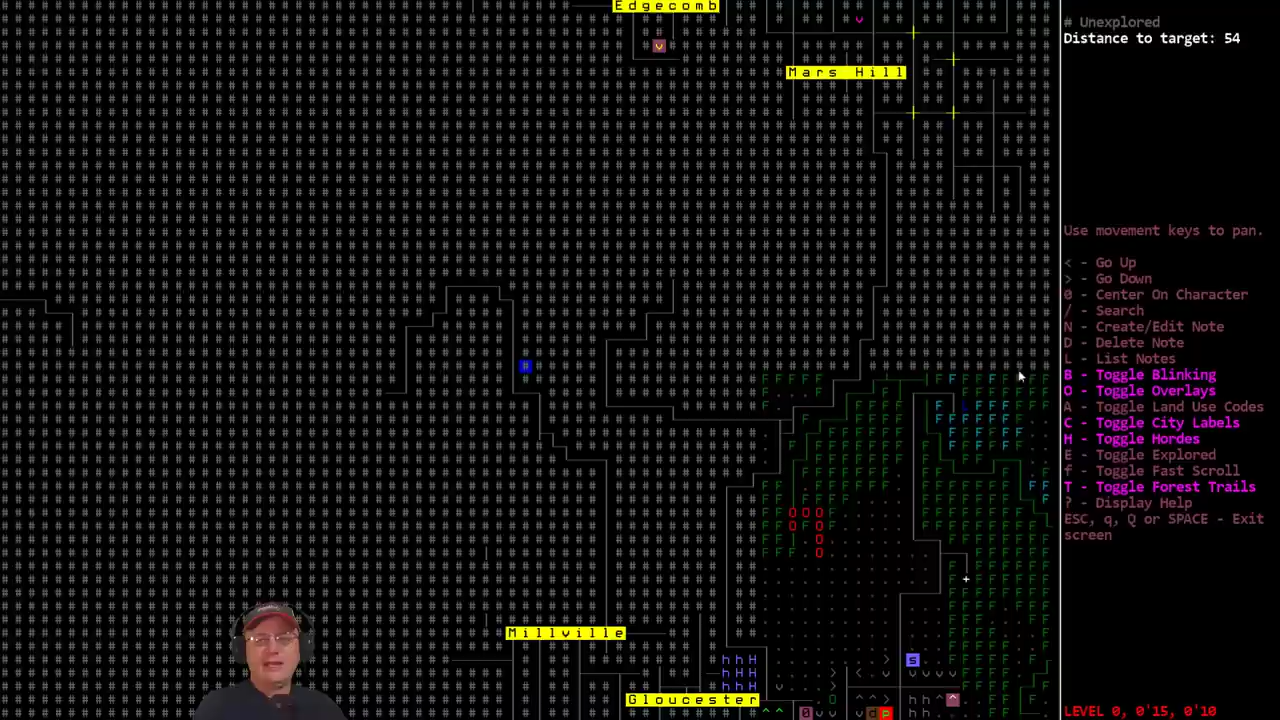 Edgecomb
# Unexplored
Distance to target: 54
Mars Hill
Use movement keys to pan.
< - Go Up
> - Go Down
0 - Center On Character
/ - Search
N - Create/Edit Note
D - Delete Note
L - List Notes
B - Toggle Blinking
O - Toggle Overlays
A - Toggle Land Use Codes
C - Toggle City Labels
H - Toggle Hordes
E - Toggle Explored
f - Toggle Fast Scroll
T - Toggle Forest Trails
? - Display Help
ESC, q, Q or SPACE - Exit
screen
Millville
Gloucester
LEVEL 0, 0'15, 0'10